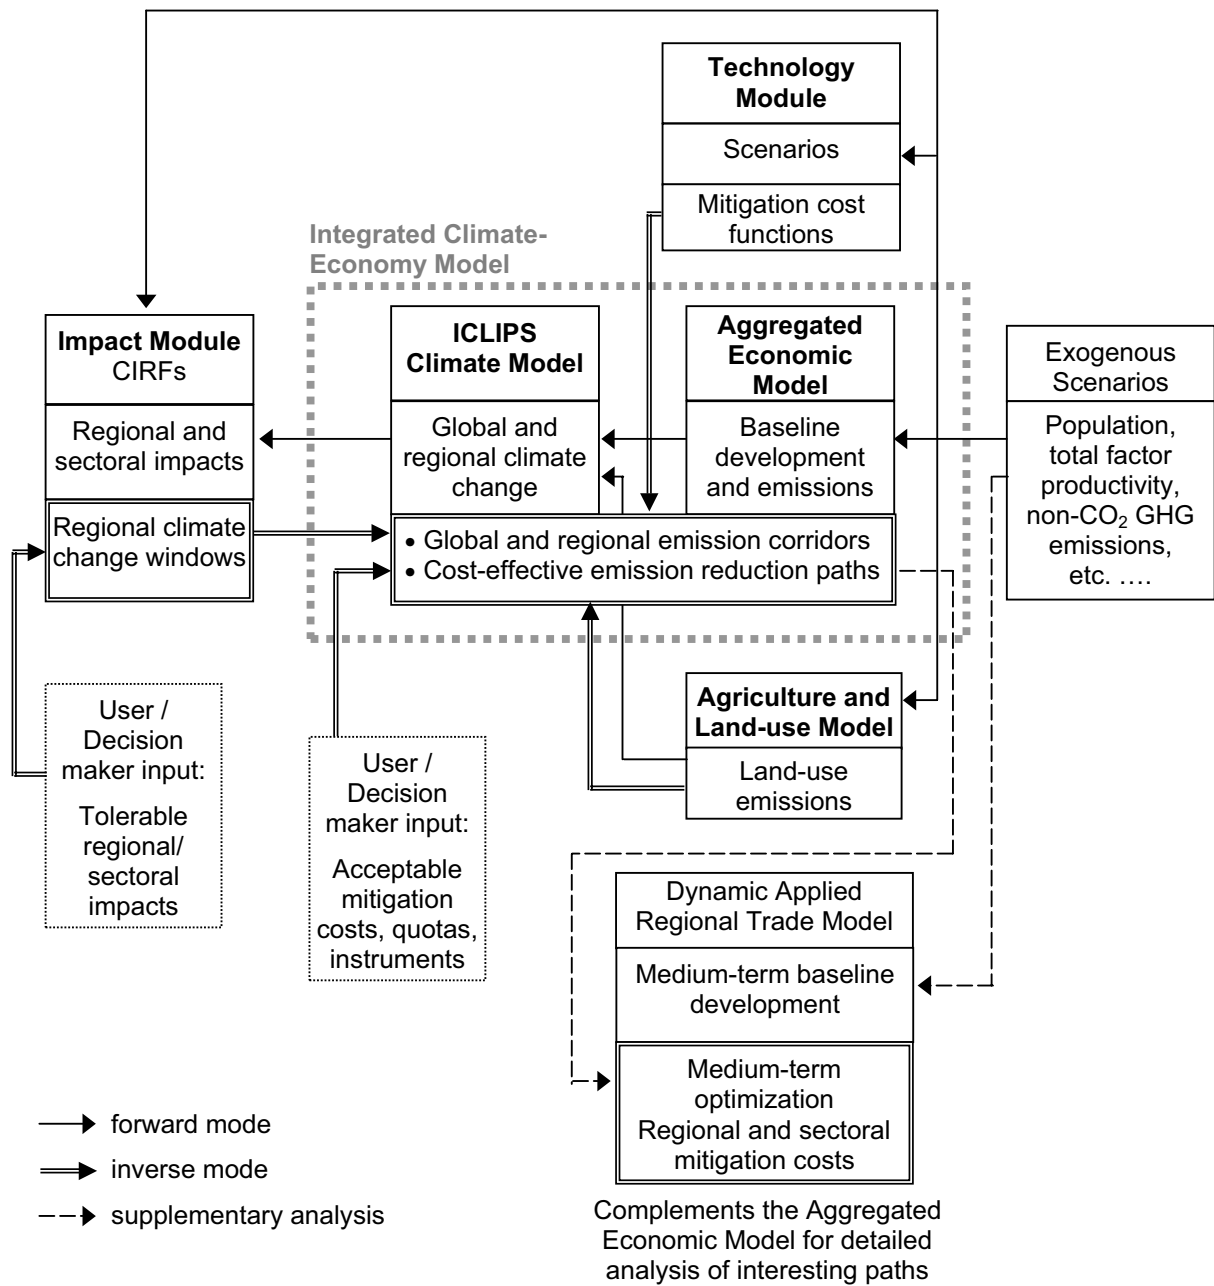 Technology
Module
Scenarios
Mitigation cost
functions
Integrated Climate-
Economy Model
Impact Module
CIRFs
Regional and
sectoral impacts
Regional climate
change windows
ICLIPS
Climate Model
Global and
regional climate
change
Aggregated
Economic
Model
Baseline
development
and emissions
• Global and regional emission corridors
• Cost-effective emission reduction paths
Exogenous
Scenarios
Population,
total factor
productivity,
non-CO₂ GHG
emissions,
etc. ….
User /
Decision
maker input:
Tolerable
regional/
sectoral
impacts
User /
Decision
maker input:
Acceptable
mitigation
costs, quotas,
instruments
Agriculture and
Land-use Model
Land-use
emissions
Dynamic Applied
Regional Trade Model
Medium-term baseline
development
Medium-term
optimization
Regional and sectoral
mitigation costs
Complements the Aggregated
Economic Model for detailed
analysis of interesting paths
forward mode
inverse mode
supplementary analysis